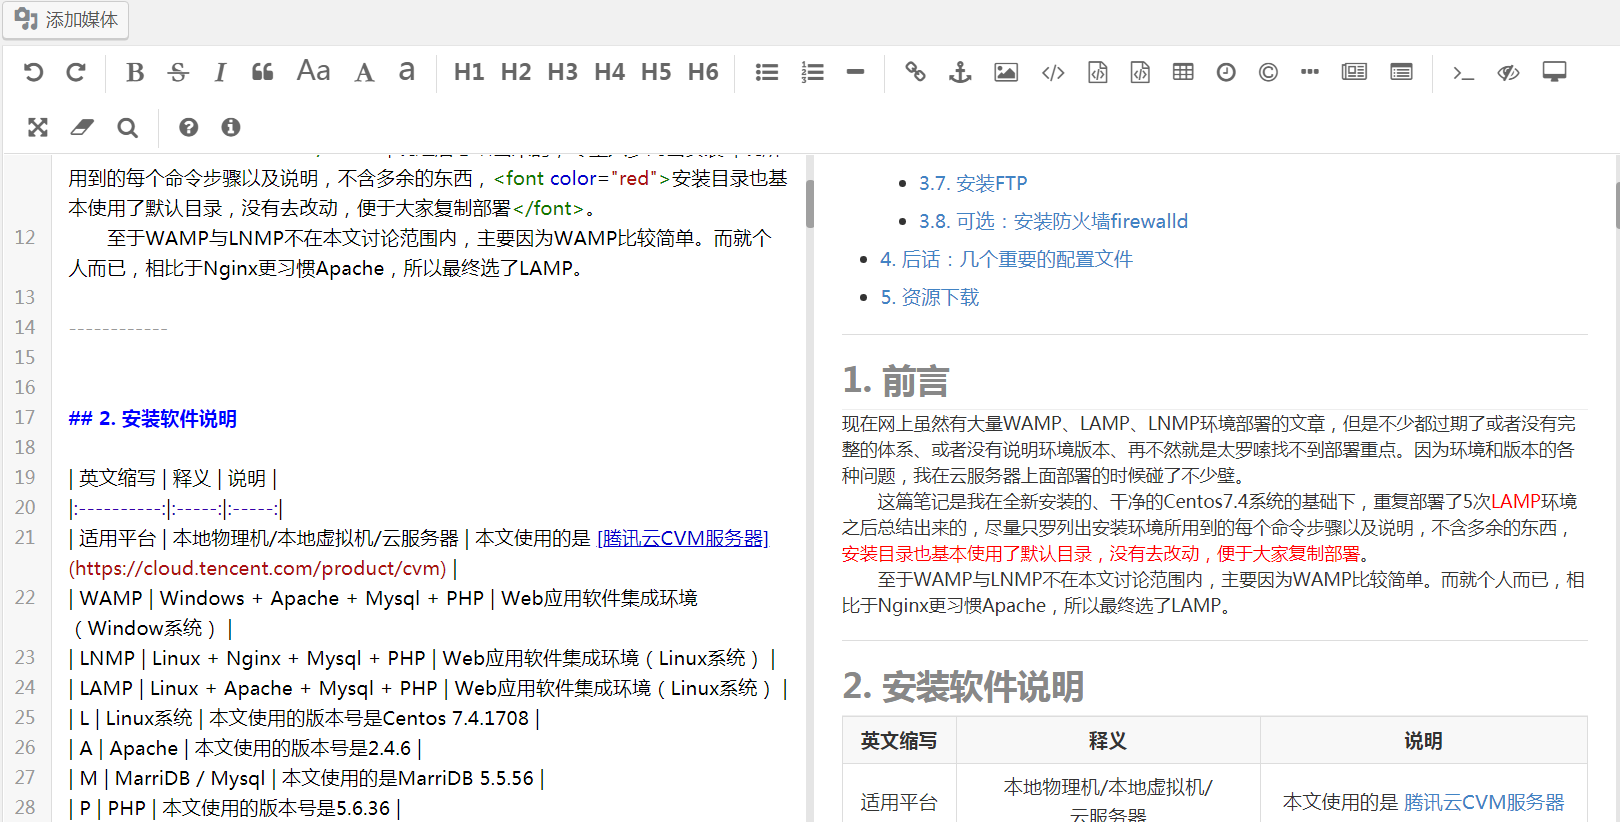 添加媒体
B S I Aa A a H1 H2 H3 H4 H5 H6
用到的每个命令步骤以及说明，不含多余的东西，<font color="red">安装目录也基
本使用了默认目录，没有去改动，便于大家复制部署</font>。
12 至于WAMP与LNMP不在本文讨论范围内，主要因为WAMP比较简单。而就个
人而已，相比于Nginx更习惯Apache，所以最终选了LAMP。
13
14 ------------
15
16
17 ## 2. 安装软件说明
18
19 | 英文缩写 | 释义 | 说明 |
20 |:----------:|:-----:|:-----:|
21 | 适用平台 | 本地物理机/本地虚拟机/云服务器 | 本文使用的是 [腾讯云CVM服务器]
(https://cloud.tencent.com/product/cvm) |
22 | WAMP | Windows + Apache + Mysql + PHP | Web应用软件集成环境
（Window系统） |
23 | LNMP | Linux + Nginx + Mysql + PHP | Web应用软件集成环境（Linux系统） |
24 | LAMP | Linux + Apache + Mysql + PHP | Web应用软件集成环境（Linux系统） |
25 | L | Linux系统 | 本文使用的版本号是Centos 7.4.1708 |
26 | A | Apache | 本文使用的版本号是2.4.6 |
27 | M | MarriDB / Mysql | 本文使用的是MarriDB 5.5.56 |
28 | P | PHP | 本文使用的版本号是5.6.36 |
3.7. 安装FTP
3.8. 可选：安装防火墙firewalld
4. 后话：几个重要的配置文件
5. 资源下载
1. 前言
现在网上虽然有大量WAMP、LAMP、LNMP环境部署的文章，但是不少都过期了或者没有完
整的体系、或者没有说明环境版本、再不然就是太罗嗦找不到部署重点。因为环境和版本的各
种问题，我在云服务器上面部署的时候碰了不少壁。
这篇笔记是我在全新安装的、干净的Centos7.4系统的基础下，重复部署了5次LAMP环境
之后总结出来的，尽量只罗列出安装环境所用到的每个命令步骤以及说明，不含多余的东西，
安装目录也基本使用了默认目录，没有去改动，便于大家复制部署。
至于WAMP与LNMP不在本文讨论范围内，主要因为WAMP比较简单。而就个人而已，相
比于Nginx更习惯Apache，所以最终选了LAMP。
2. 安装软件说明
英文缩写 释义 说明
适用平台 本地物理机/本地虚拟机/
云服务器 本文使用的是 腾讯云CVM服务器